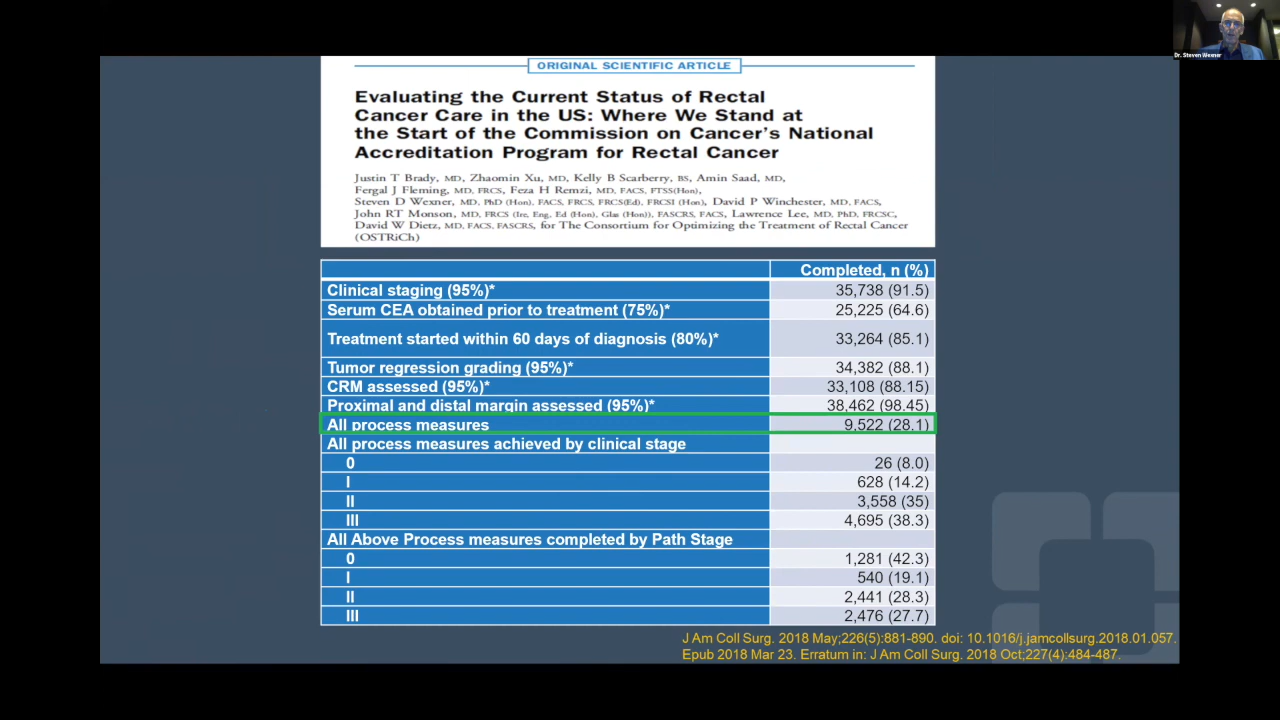 Dr. Steven Wexner
ORIGINAL SCIENTIFIC ARTICLE
Evaluating the Current Status of Rectal
Cancer Care in the US: Where We Stand at
the Start of the Commission on Cancer's National
Accreditation Program for Rectal Cancer
Justin T Brady, MD, Zhaomin Xu, MD, Kelly B Scarberry, BS, Amin Saad, MD,
Fergal J Fleming, MD, FRCS, Feza H Remzi, MD, FACS, FTSS(Hon),
Steven D Wexner, MD, PhD (Hon), FACS, FRCS, FRCS(Ed), FRCSI (Hon), David P Winchester, MD, FACS,
John RT Monson, MD, FRCS (Ire, Eng, Ed (Hon), Glas (Hon)), FASCRS, FACS, Lawrence Lee, MD, PhD, FRCSC,
David W Dietz, MD, FACS, FASCRS, for The Consortium for Optimizing the Treatment of Rectal Cancer
(OSTRiCh)
Completed, n (%)
Clinical staging (95%)* 35,738 (91.5)
Serum CEA obtained prior to treatment (75%)* 25,225 (64.6)
Treatment started within 60 days of diagnosis (80%)* 33,264 (85.1)
Tumor regression grading (95%)* 34,382 (88.1)
CRM assessed (95%)* 33,108 (88.15)
Proximal and distal margin assessed (95%)* 38,462 (98.45)
All process measures 9,522 (28.1)
All process measures achieved by clinical stage
0 26 (8.0)
I 628 (14.2)
II 3,558 (35)
III 4,695 (38.3)
All Above Process measures completed by Path Stage
0 1,281 (42.3)
I 540 (19.1)
II 2,441 (28.3)
III 2,476 (27.7)
J Am Coll Surg. 2018 May;226(5):881-890. doi: 10.1016/j.jamcollsurg.2018.01.057.
Epub 2018 Mar 23. Erratum in: J Am Coll Surg. 2018 Oct;227(4):484-487.